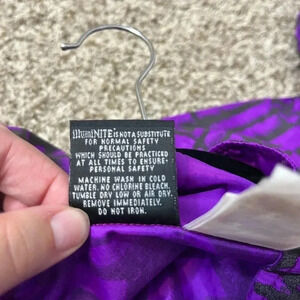 illumiNITE is NOT A SUBSTITUTE
FOR NORMAL SAFETY
PRECAUTIONS
WHICH SHOULD BE PRACTICED
AT ALL TIMES TO ENSURE
PERSONAL SAFETY
MACHINE WASH IN COLD
WATER. NO CHLORINE BLEACH.
TUMBLE DRY LOW OR AIR DRY.
REMOVE IMMEDIATELY.
DO NOT IRON.